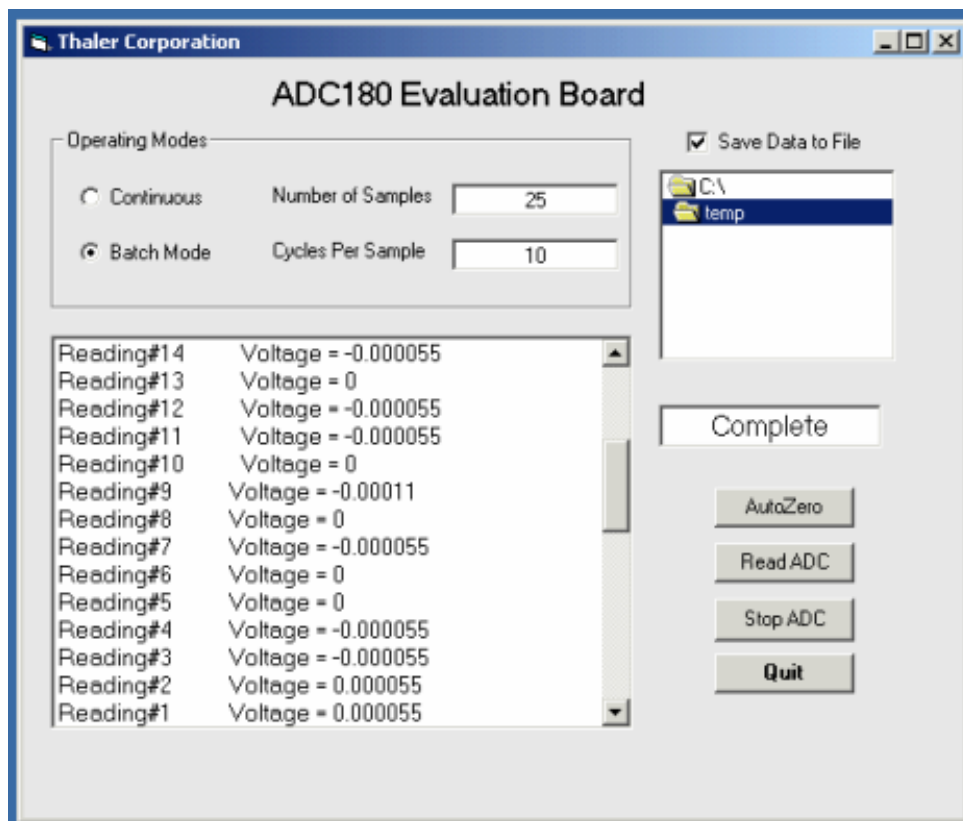 Thaler Corporation
ADC180 Evaluation Board
Operating Modes
Continuous
Number of Samples
25
Batch Mode
Cycles Per Sample
10
Save Data to File
C:\
temp
Reading#14 Voltage = -0.000055
Reading#13 Voltage = 0
Reading#12 Voltage = -0.000055
Reading#11 Voltage = -0.000055
Reading#10 Voltage = 0
Reading#9 Voltage = -0.00011
Reading#8 Voltage = 0
Reading#7 Voltage = -0.000055
Reading#6 Voltage = 0
Reading#5 Voltage = 0
Reading#4 Voltage = -0.000055
Reading#3 Voltage = -0.000055
Reading#2 Voltage = 0.000055
Reading#1 Voltage = 0.000055
Complete
AutoZero
Read ADC
Stop ADC
Quit